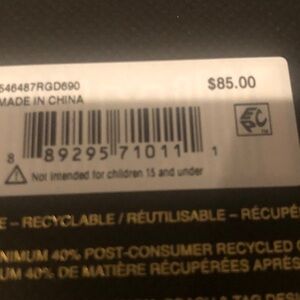 546487RGD690
$85.00
MADE IN CHINA
8 89295 71011 1
Not intended for children 15 and under
E – RECYCLABLE / RÉUTILISABLE – RÉCUPÉ
NIMUM 40% POST-CONSUMER RECYCLED
UM 40% DE MATIÈRE RÉCUPÉRÉES APRÈS